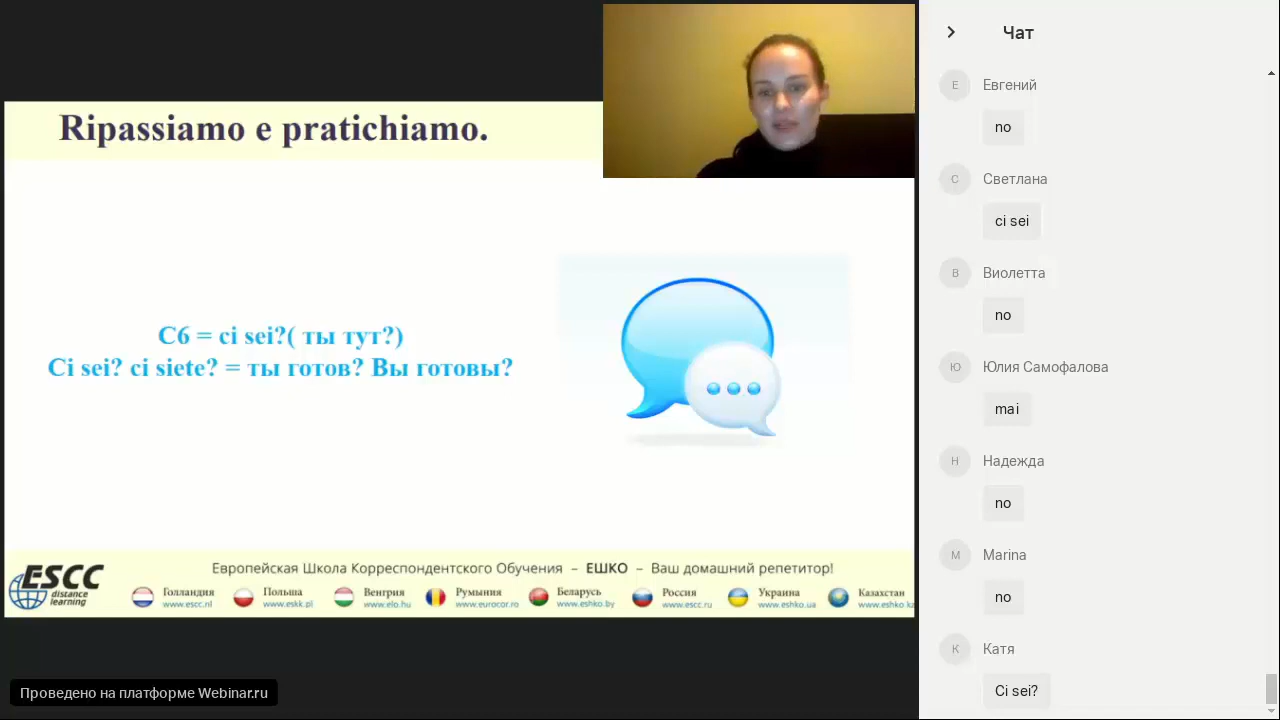 Ripassiamo e pratichiamo.
C6 = ci sei?( ты тут?)
Ci sei? ci siete? = ты готов? Вы готовы?
ESCC
distance
learning
Европейская Школа Корреспондентского Обучения – ЕШКО – Ваш домашний репетитор!
Голландия
www.escc.nl
Польша
www.eskk.pl
Венгрия
www.elo.hu
Румыния
www.eurocor.ro
Беларусь
www.eshko.by
Россия
www.escc.ru
Украина
www.eshko.ua
Казахстан
www.eshko.kz
Проведено на платформе Webinar.ru
Чат
Е
Евгений
no
С
Светлана
ci sei
В
Виолетта
no
Ю
Юлия Самофалова
mai
Н
Надежда
no
M
Marina
no
К
Катя
Ci sei?